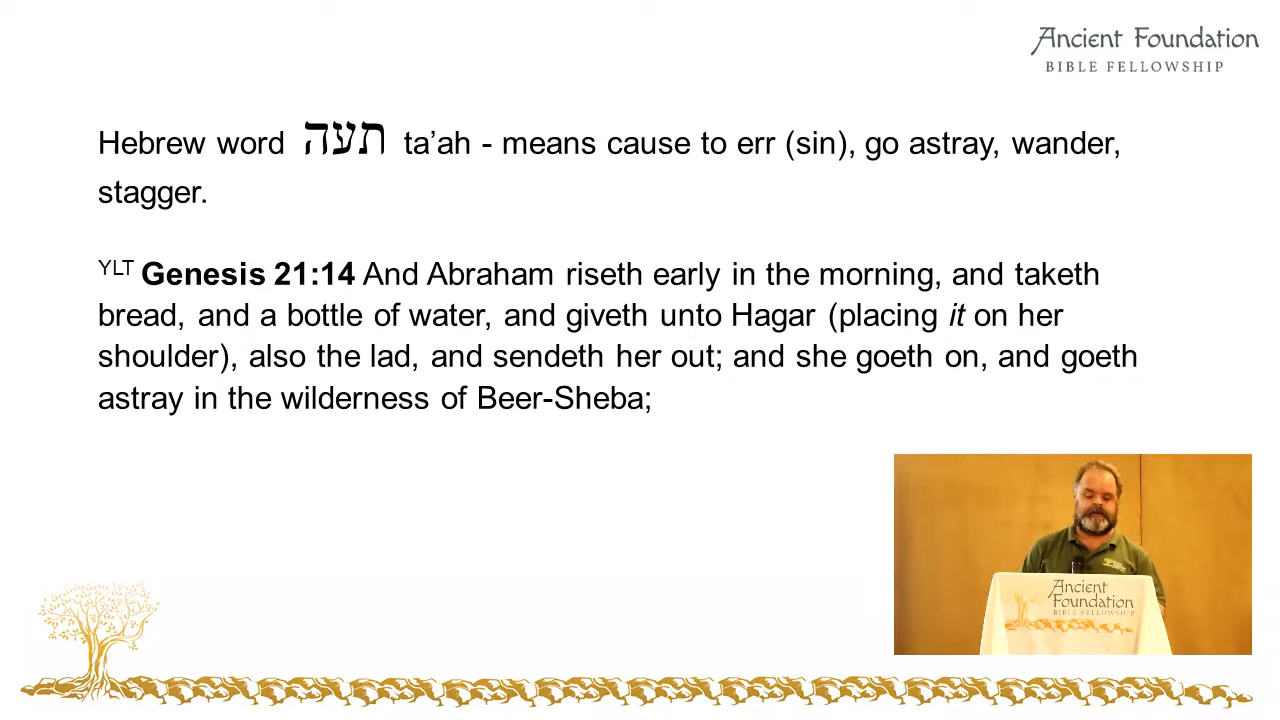 Ancient Foundation
BIBLE FELLOWSHIP
Hebrew word תעה ta’ah - means cause to err (sin), go astray, wander,
stagger.
YLT Genesis 21:14 And Abraham riseth early in the morning, and taketh
bread, and a bottle of water, and giveth unto Hagar (placing it on her
shoulder), also the lad, and sendeth her out; and she goeth on, and goeth
astray in the wilderness of Beer-Sheba;
Ancient
Foundation
BIBLE FELLOWSHIP